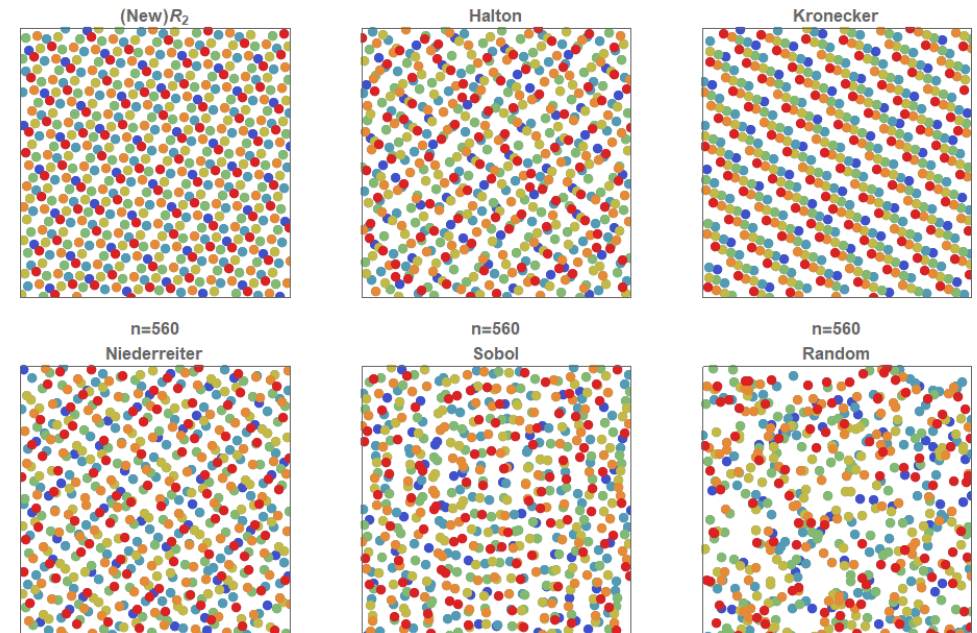 (New)R₂
Halton
Kronecker
n=560
n=560
n=560
Niederreiter
Sobol
Random